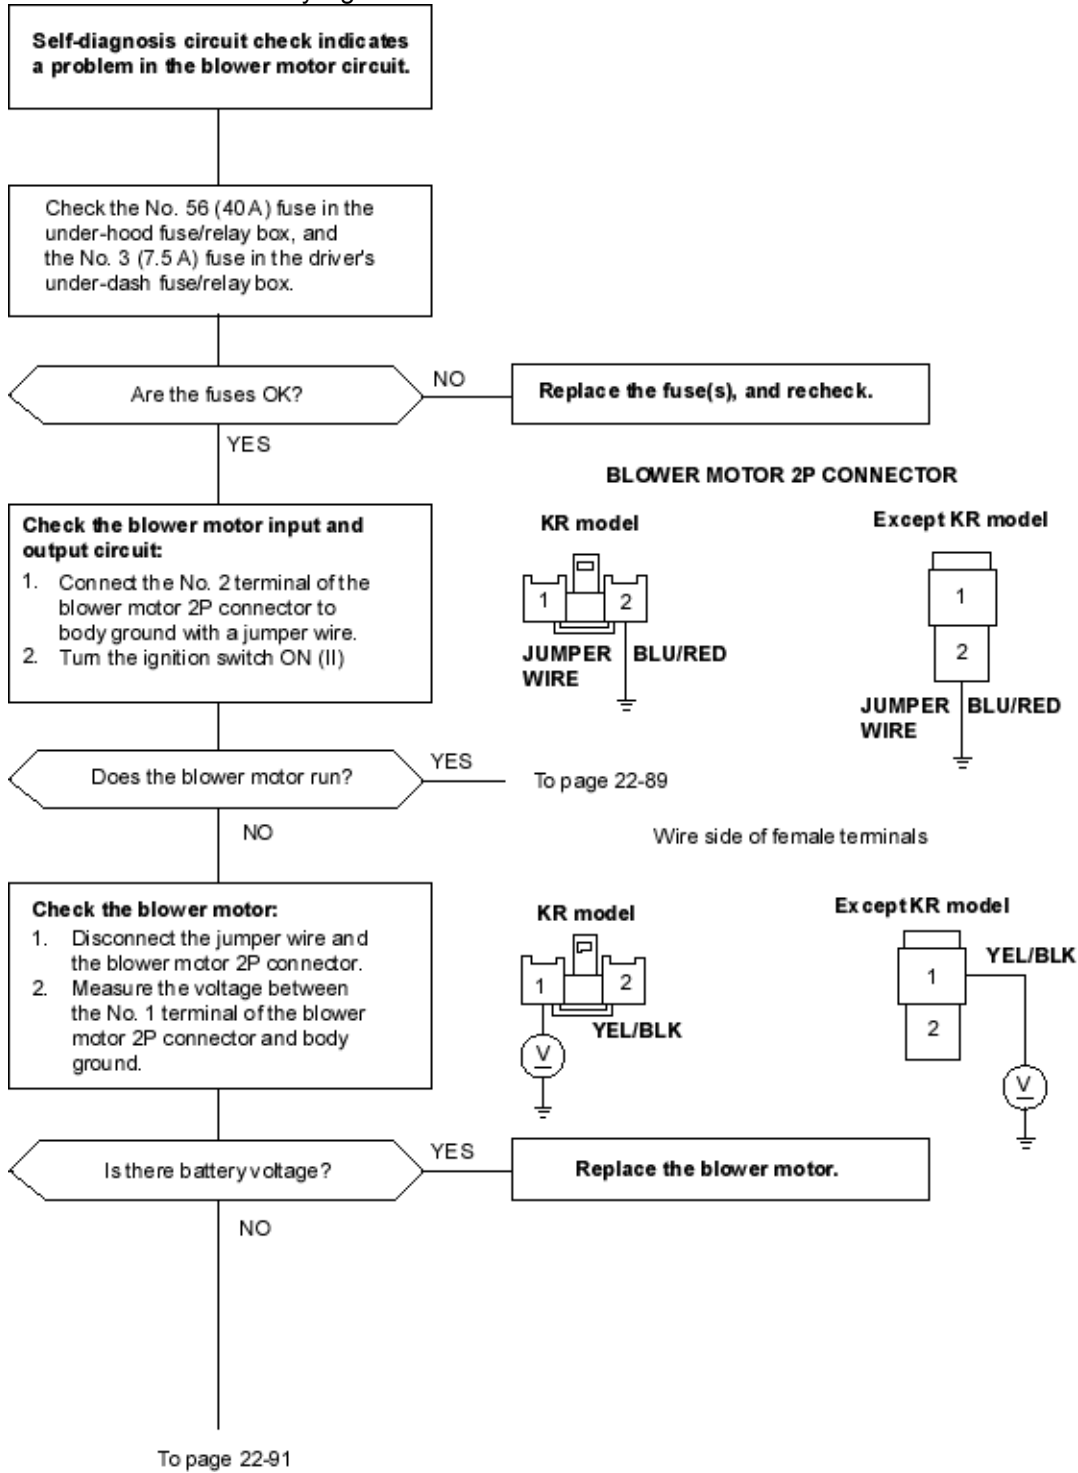 Self-diagnosis circuit check indicates
a problem in the blower motor circuit.
Check the No. 56 (40 A) fuse in the
under-hood fuse/relay box, and
the No. 3 (7.5 A) fuse in the driver's
under-dash fuse/relay box.
Are the fuses OK?
NO
Replace the fuse(s), and recheck.
YES
BLOWER MOTOR 2P CONNECTOR
Check the blower motor input and
output circuit:
1. Connect the No. 2 terminal of the
blower motor 2P connector to
body ground with a jumper wire.
2. Turn the ignition switch ON (II)
KR model
1
2
JUMPER
WIRE
BLU/RED
Except KR model
1
2
JUMPER
WIRE
BLU/RED
Does the blower motor run?
YES
To page 22-89
NO
Wire side of female terminals
Check the blower motor:
1. Disconnect the jumper wire and
the blower motor 2P connector.
2. Measure the voltage between
the No. 1 terminal of the blower
motor 2P connector and body
ground.
KR model
1
2
YEL/BLK
V
Except KR model
1
2
YEL/BLK
V
Is there battery voltage?
YES
Replace the blower motor.
NO
To page 22-91